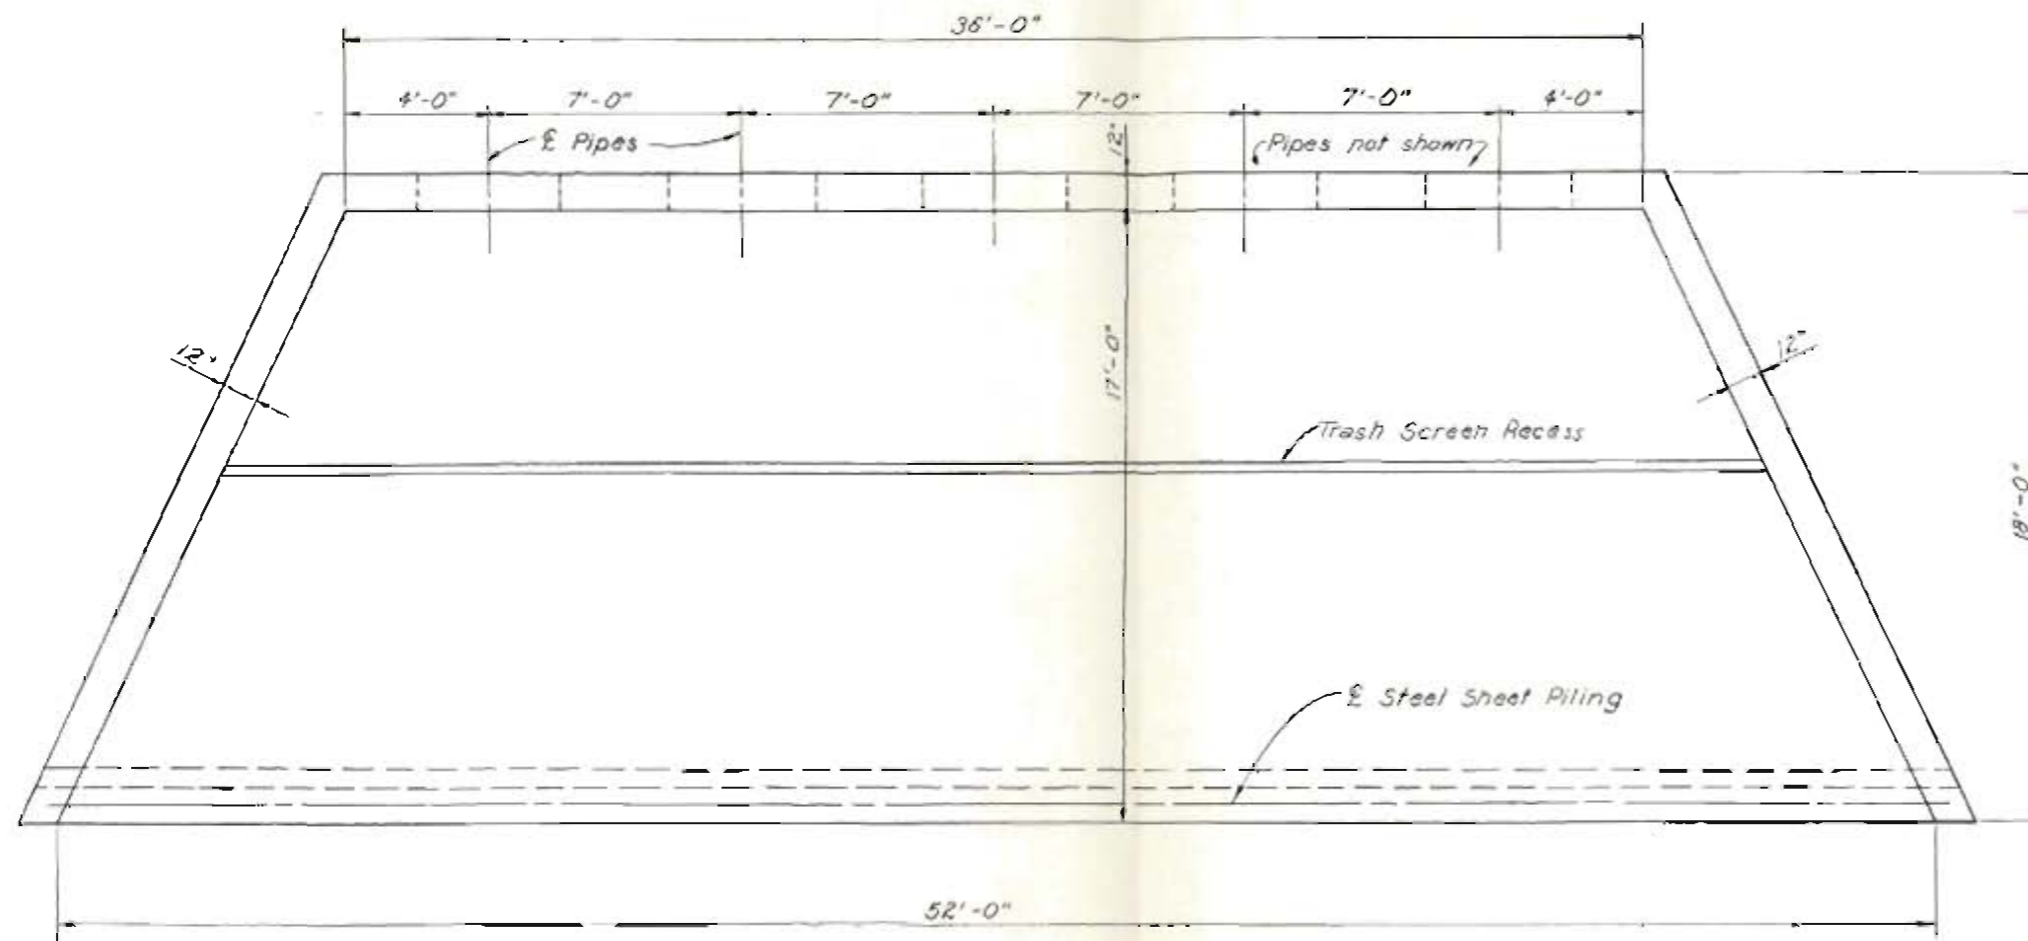 36'-0"
4'-0" 7'-0" 7'-0" 7'-0" 7'-0" 4'-0"
℄ Pipes
12"
Pipes not shown
12"
17'-0"
12"
Trash Screen Recess
18'-0"
℄ Steel Sheet Piling
52'-0"